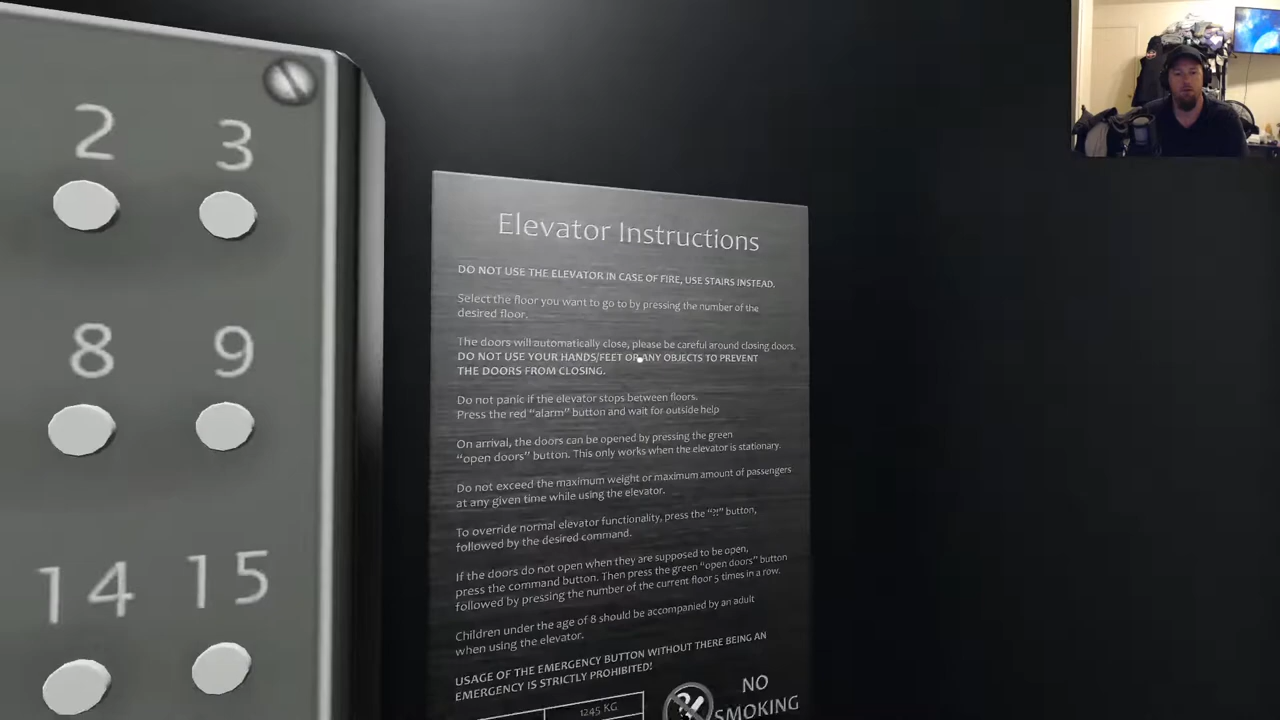 2 3
8 9
14 15
Elevator Instructions
DO NOT USE THE ELEVATOR IN CASE OF FIRE, USE STAIRS INSTEAD.
Select the floor you want to go to by pressing the number of the
desired floor.
The doors will automatically close, please be careful around closing doors.
DO NOT USE YOUR HANDS/FEET OR ANY OBJECTS TO PREVENT
THE DOORS FROM CLOSING.
Do not panic if the elevator stops between floors.
Press the red "alarm" button and wait for outside help
On arrival, the doors can be opened by pressing the green
"open doors" button. This only works when the elevator is stationary.
Do not exceed the maximum weight or maximum amount of passengers
at any given time while using the elevator.
To override normal elevator functionality, press the "?!" button,
followed by the desired command.
If the doors do not open when they are supposed to be open,
press the command button. Then press the green "open doors" button
followed by pressing the number of the current floor 5 times in a row.
Children under the age of 8 should be accompanied by an adult
when using the elevator.
USAGE OF THE EMERGENCY BUTTON WITHOUT THERE BEING AN
EMERGENCY IS STRICTLY PROHIBITED!
1245 KG
NO
SMOKING